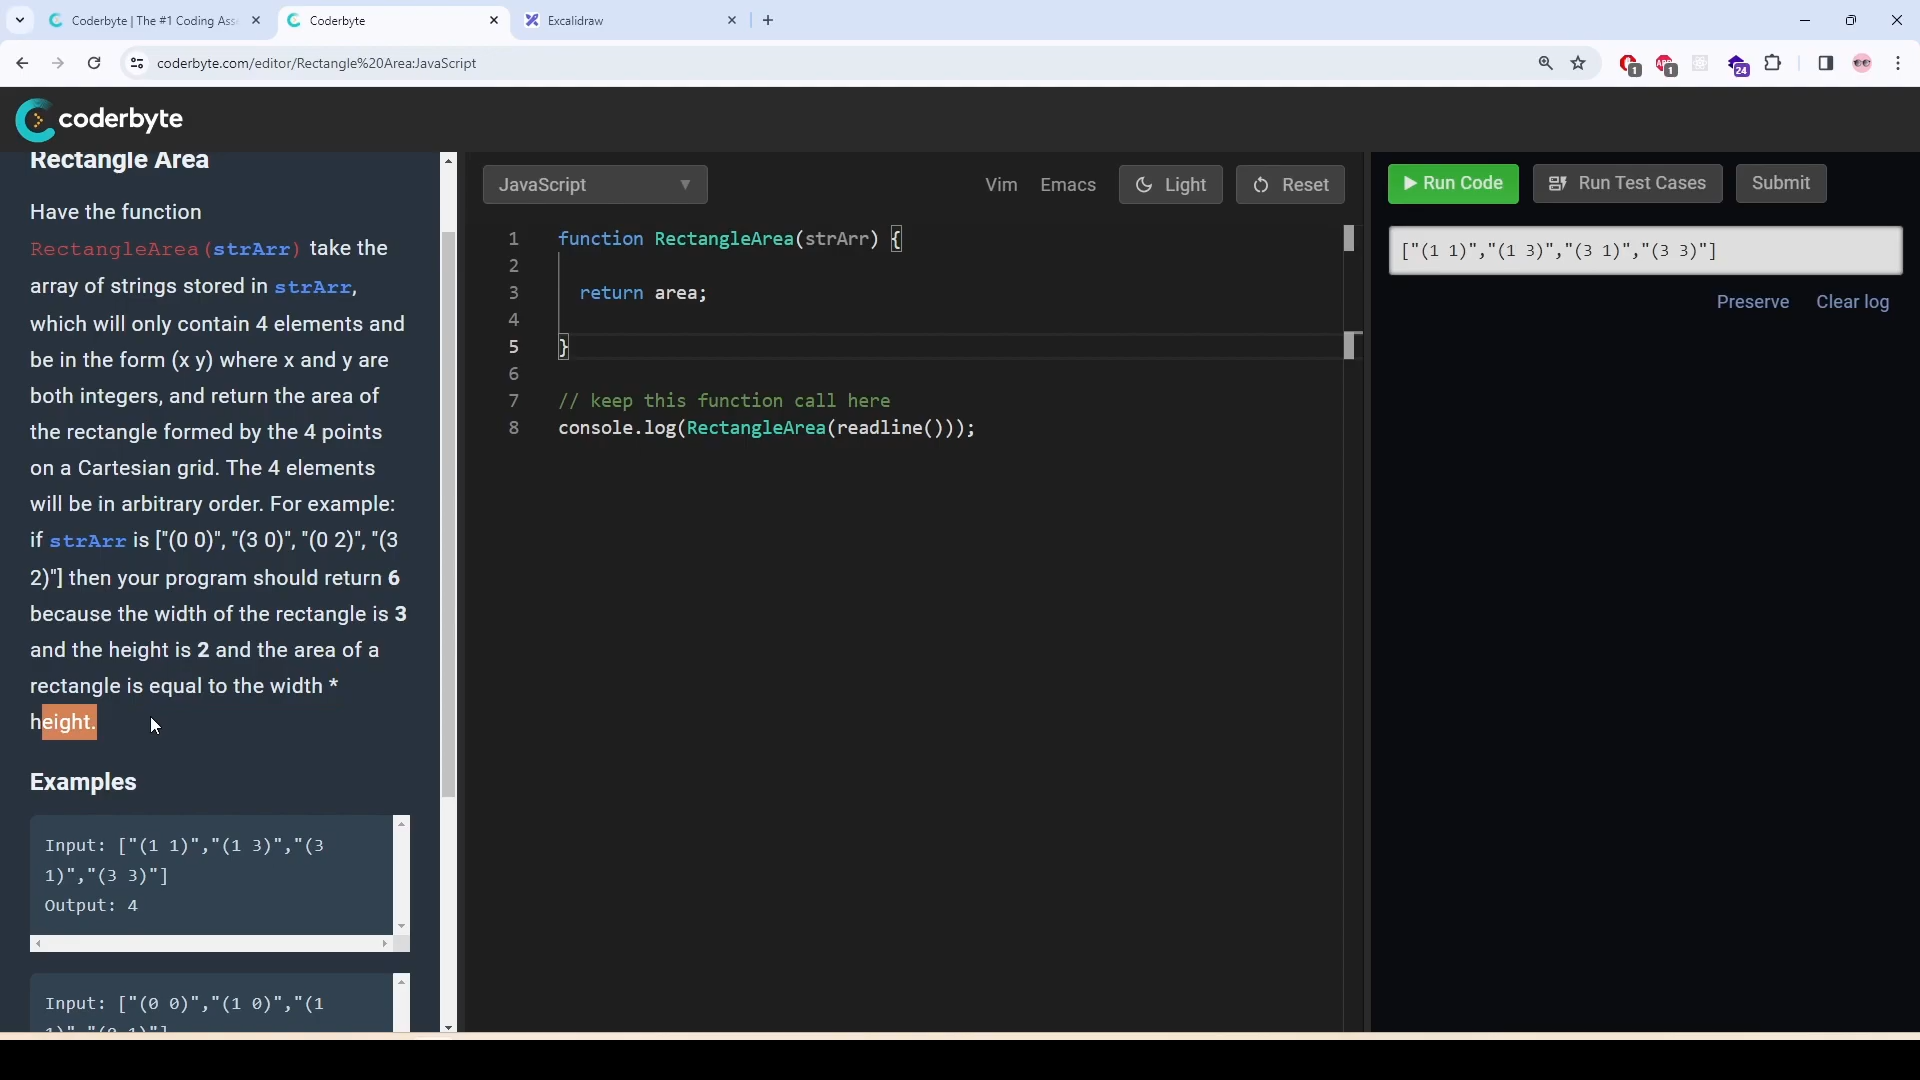 Coderbyte | The #1 Coding Ass
Coderbyte
Excalidraw
coderbyte.com/editor/Rectangle%20Area:JavaScript
1
1
24
coderbyte
Rectangle Area
Have the function
RectangleArea(strArr) take the
array of strings stored in strArr,
which will only contain 4 elements and
be in the form (x y) where x and y are
both integers, and return the area of
the rectangle formed by the 4 points
on a Cartesian grid. The 4 elements
will be in arbitrary order. For example:
if strArr is ["(0 0)", "(3 0)", "(0 2)", "(3
2)"] then your program should return 6
because the width of the rectangle is 3
and the height is 2 and the area of a
rectangle is equal to the width *
height.
Examples
Input: ["(1 1)","(1 3)","(3
1)","(3 3)"]
Output: 4
Input: ["(0 0)","(1 0)","(1
JavaScript
Vim
Emacs
Light
Reset
1 function RectangleArea(strArr) {
2
3 return area;
4
5 }
6
7 // keep this function call here
8 console.log(RectangleArea(readline()));
Run Code
Run Test Cases
Submit
["(1 1)","(1 3)","(3 1)","(3 3)"]
Preserve
Clear log